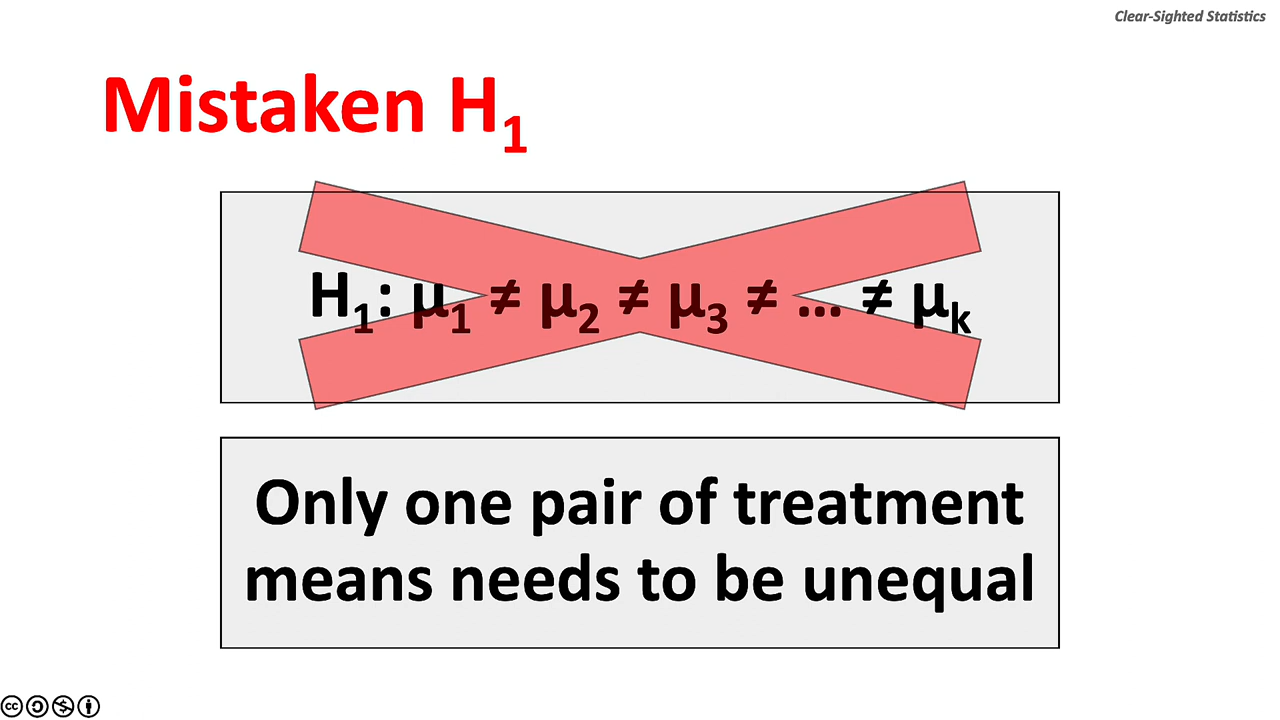 Clear-Sighted Statistics
Mistaken H₁
H₁: μ₁ ≠ μ₂ ≠ μ₃ ≠ … ≠ μₖ
Only one pair of treatment
means needs to be unequal
cc